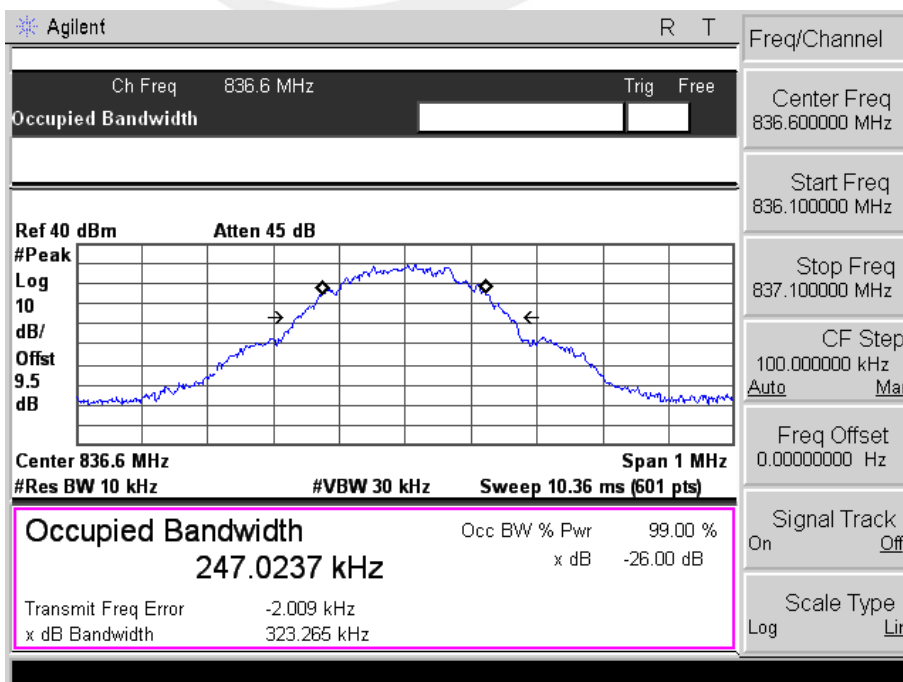 Agilent R T
Ch Freq 836.6 MHz Trig Free
Occupied Bandwidth
Ref 40 dBm Atten 45 dB
#Peak
Log
10
dB/
Offst
9.5
dB
Center 836.6 MHz Span 1 MHz
#Res BW 10 kHz #VBW 30 kHz Sweep 10.36 ms (601 pts)
Occupied Bandwidth
247.0237 kHz
Occ BW % Pwr 99.00 %
x dB -26.00 dB
Transmit Freq Error -2.009 kHz
x dB Bandwidth 323.265 kHz
Freq/Channel
Center Freq
836.600000 MHz
Start Freq
836.100000 MHz
Stop Freq
837.100000 MHz
CF Step
100.000000 kHz
Auto Ma
Freq Offset
0.00000000 Hz
Signal Track
On Off
Scale Type
Log Lin